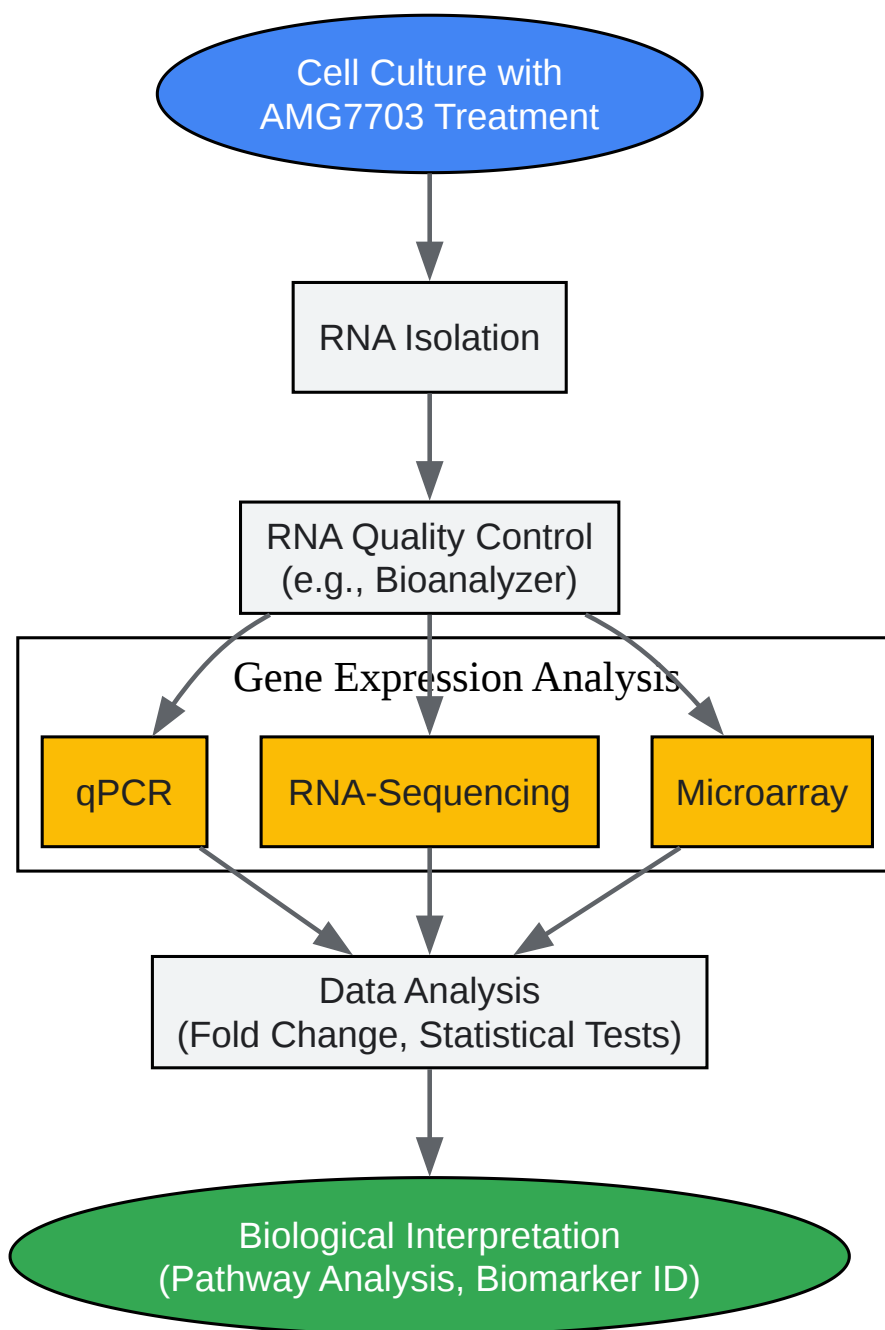 Cell Culture with
AMG7703 Treatment
RNA Isolation
RNA Quality Control
(e.g., Bioanalyzer)
Gene Expression Analysis
qPCR
RNA-Sequencing
Microarray
Data Analysis
(Fold Change, Statistical Tests)
Biological Interpretation
(Pathway Analysis, Biomarker ID)